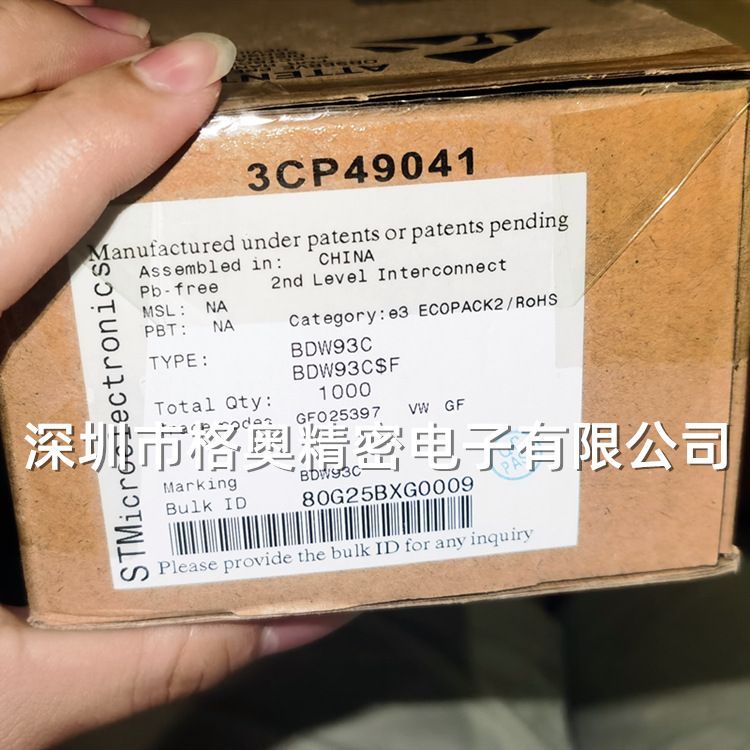 3CP49041
Manufactured under patents or patents pending
Assembled in: CHINA
Pb-free 2nd Level Interconnect
MSL: NA
Category:e3 ECOPACK2/RoHS
PBT: NA
TYPE: BDW93C
BDW93C$F
Total Qty: 1000
GF025397 VW GF
深圳市格奥精密电子有限公司
Marking BDW93C
Bulk ID 80G25BXG0009
Please provide the bulk ID for any inquiry
STMicroelectronics